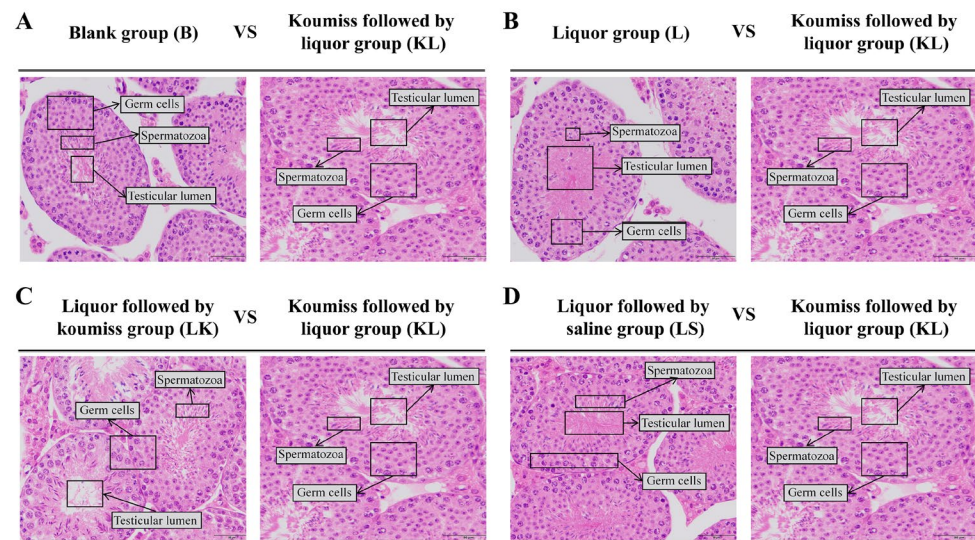 A
Blank group (B)
VS
Koumiss followed by
liquor group (KL)
Germ cells
Spermatozoa
Testicular lumen
Testicular lumen
Spermatozoa
Germ cells
B
Liquor group (L)
VS
Koumiss followed by
liquor group (KL)
Spermatozoa
Testicular lumen
Germ cells
Testicular lumen
Spermatozoa
Germ cells
C
Liquor followed by
koumiss group (LK)
VS
Koumiss followed by
liquor group (KL)
Spermatozoa
Germ cells
Testicular lumen
Testicular lumen
Spermatozoa
Germ cells
D
Liquor followed by
saline group (LS)
VS
Koumiss followed by
liquor group (KL)
Spermatozoa
Testicular lumen
Germ cells
Testicular lumen
Spermatozoa
Germ cells